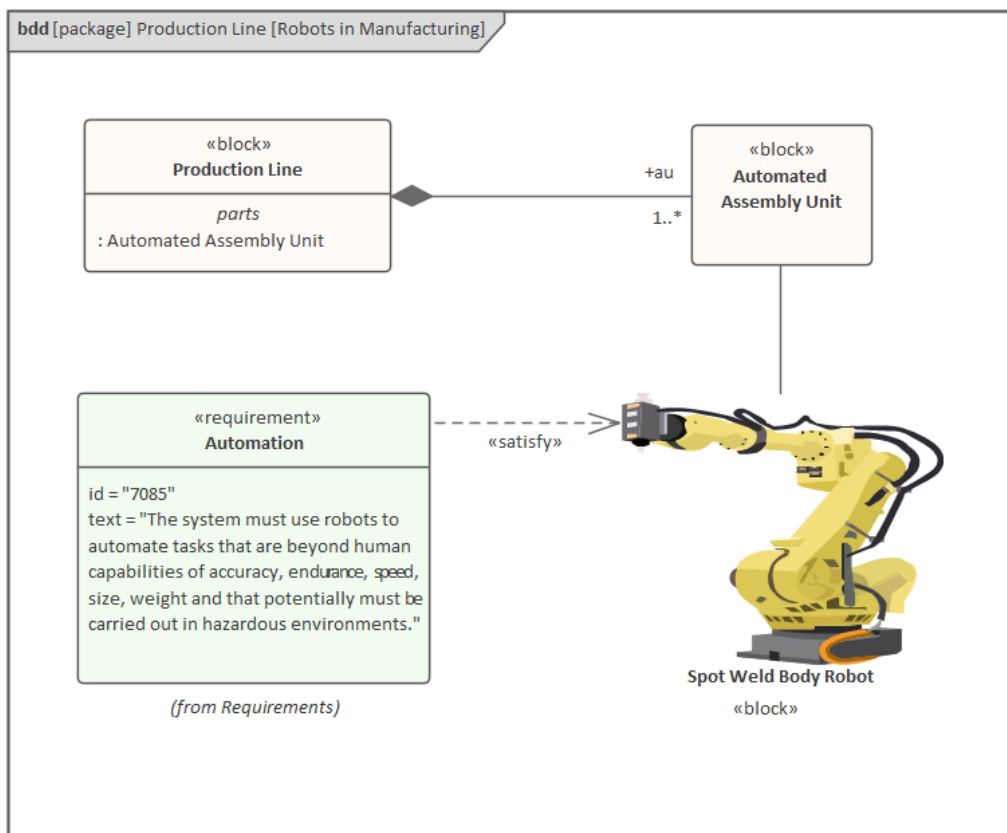 bdd [package] Production Line [Robots in Manufacturing]
«block»
Production Line
parts
: Automated Assembly Unit
+au
1..*
«block»
Automated
Assembly Unit
«requirement»
Automation
id = "7085"
text = "The system must use robots to
automate tasks that are beyond human
capabilities of accuracy, endurance, speed,
size, weight and that potentially must be
carried out in hazardous environments."
(from Requirements)
«satisfy»
Spot Weld Body Robot
«block»